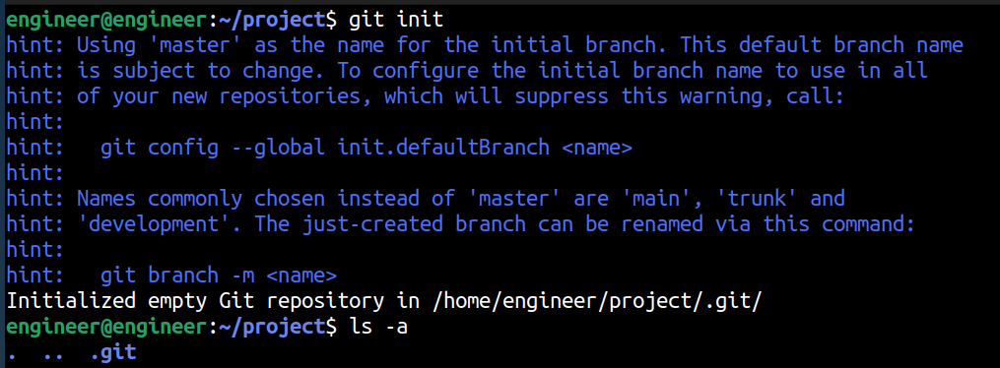 engineer@engineer:~/project$ git init
hint: Using 'master' as the name for the initial branch. This default branch name
hint: is subject to change. To configure the initial branch name to use in all
hint: of your new repositories, which will suppress this warning, call:
hint:
hint:   git config --global init.defaultBranch <name>
hint:
hint: Names commonly chosen instead of 'master' are 'main', 'trunk' and
hint: 'development'. The just-created branch can be renamed via this command:
hint:
hint:   git branch -m <name>
Initialized empty Git repository in /home/engineer/project/.git/
engineer@engineer:~/project$ ls -a
.  ..  .git